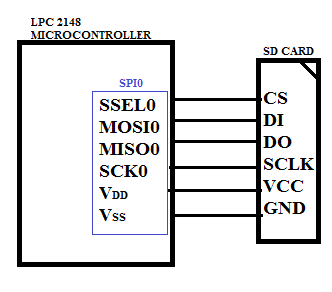 LPC 2148
MICROCONTROLLER
SD CARD
SPI0
SSEL0
MOSI0
MISO0
SCK0
VDD
VSS
CS
DI
DO
SCLK
VCC
GND